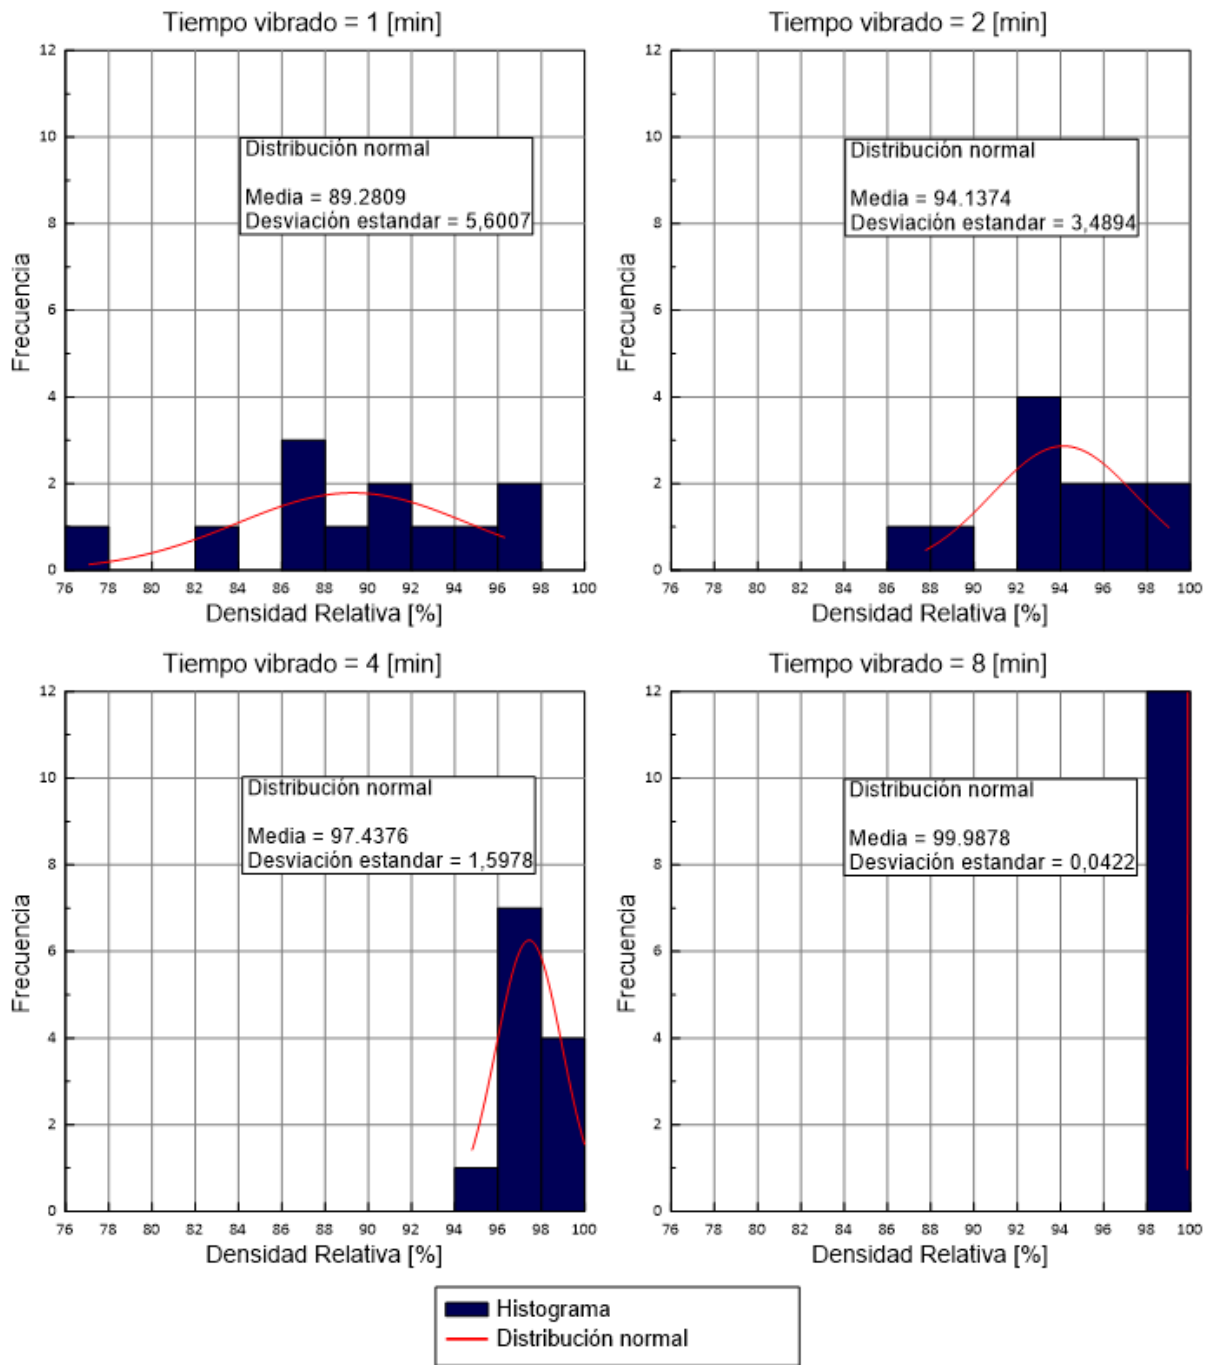 Tiempo vibrado = 1 [min]
12
10
8
6
4
2
0
Frecuencia
Distribución normal
Media = 89.2809
Desviación estandar = 5,6007
76 78 80 82 84 86 88 90 92 94 96 98 100
Densidad Relativa [%]
Tiempo vibrado = 2 [min]
12
10
8
6
4
2
0
Frecuencia
Distribución normal
Media = 94.1374
Desviación estandar = 3,4894
76 78 80 82 84 86 88 90 92 94 96 98 100
Densidad Relativa [%]
Tiempo vibrado = 4 [min]
12
10
8
6
4
2
0
Frecuencia
Distribución normal
Media = 97.4376
Desviación estandar = 1,5978
76 78 80 82 84 86 88 90 92 94 96 98 100
Densidad Relativa [%]
Tiempo vibrado = 8 [min]
12
10
8
6
4
2
0
Frecuencia
Distribución normal
Media = 99.9878
Desviación estandar = 0,0422
76 78 80 82 84 86 88 90 92 94 96 98 100
Densidad Relativa [%]
Histograma
Distribución normal